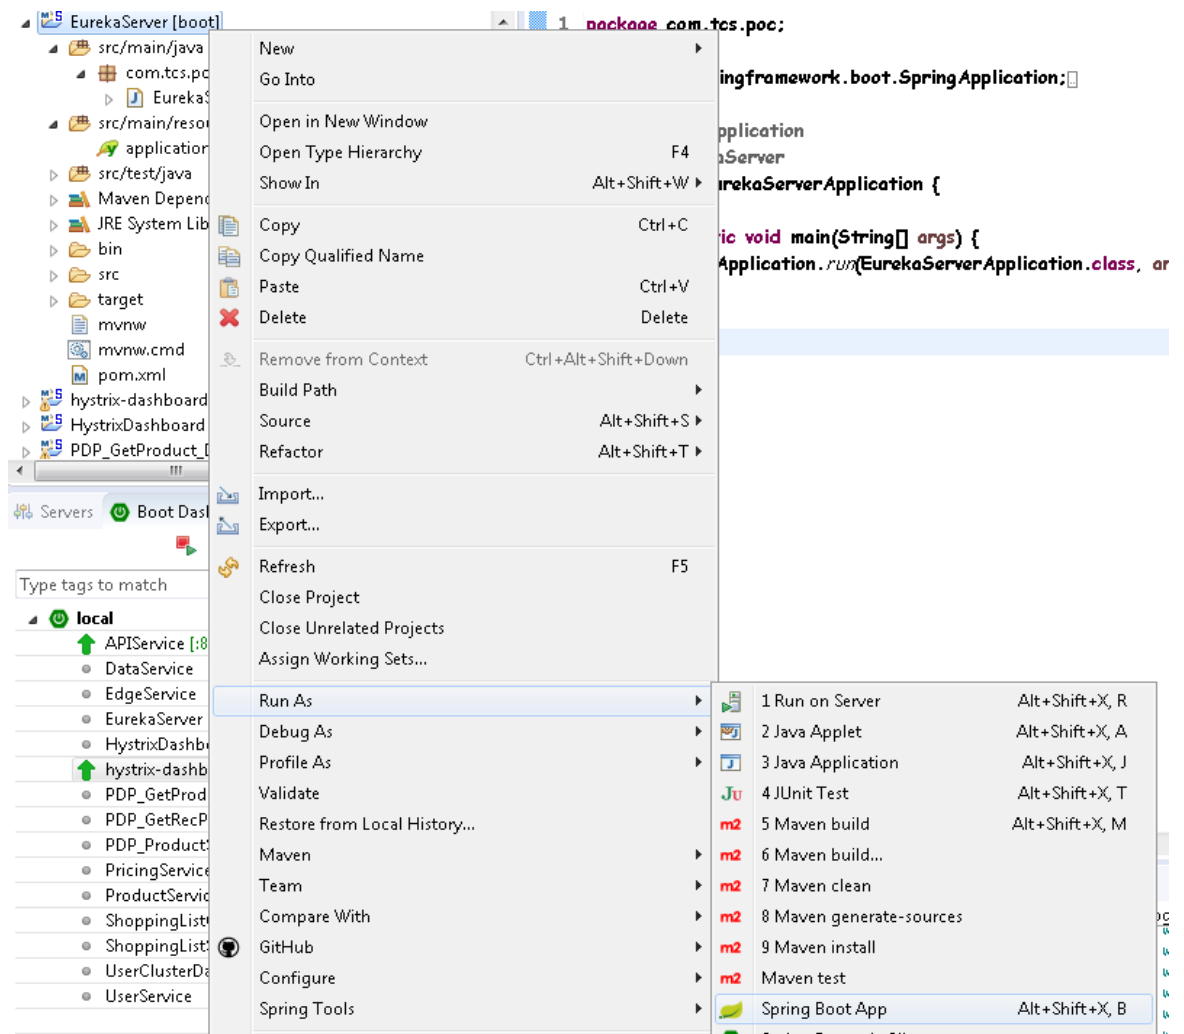 EurekaServer [boot]
src/main/java
com.tcs.pc
EurekaS
src/main/resou
application
src/test/java
Maven Depend
JRE System Lib
bin
src
target
mvnw
mvnw.cmd
pom.xml
hystrix-dashboard
HystrixDashboard
PDP_GetProduct_D
Servers
Boot Dasl
Type tags to match
local
APIService [:8
DataService
EdgeService
EurekaServer
HystrixDashb
hystrix-dashb
PDP_GetProd
PDP_GetRecP
PDP_Product
PricingService
ProductServic
ShoppingList
ShoppingList
UserClusterDa
UserService
New
Go Into
Open in New Window
Open Type Hierarchy F4
Show In Alt+Shift+W
Copy Ctrl+C
Copy Qualified Name
Paste Ctrl+V
Delete Delete
Remove from Context Ctrl+Alt+Shift+Down
Build Path
Source Alt+Shift+S
Refactor Alt+Shift+T
Import...
Export...
Refresh F5
Close Project
Close Unrelated Projects
Assign Working Sets...
Run As
Debug As
Profile As
Validate
Restore from Local History...
Maven
Team
Compare With
GitHub
Configure
Spring Tools
1 Run on Server Alt+Shift+X, R
2 Java Applet Alt+Shift+X, A
3 Java Application Alt+Shift+X, J
4 JUnit Test Alt+Shift+X, T
5 Maven build Alt+Shift+X, M
6 Maven build...
7 Maven clean
8 Maven generate-sources
9 Maven install
Maven test
Spring Boot App Alt+Shift+X, B
1 package com.tcs.poc;
ingframework.boot.SpringApplication;
pplication
aServer
urekaServerApplication {
ic void main(String[] args) {
Application.run(EurekaServerApplication.class, ar